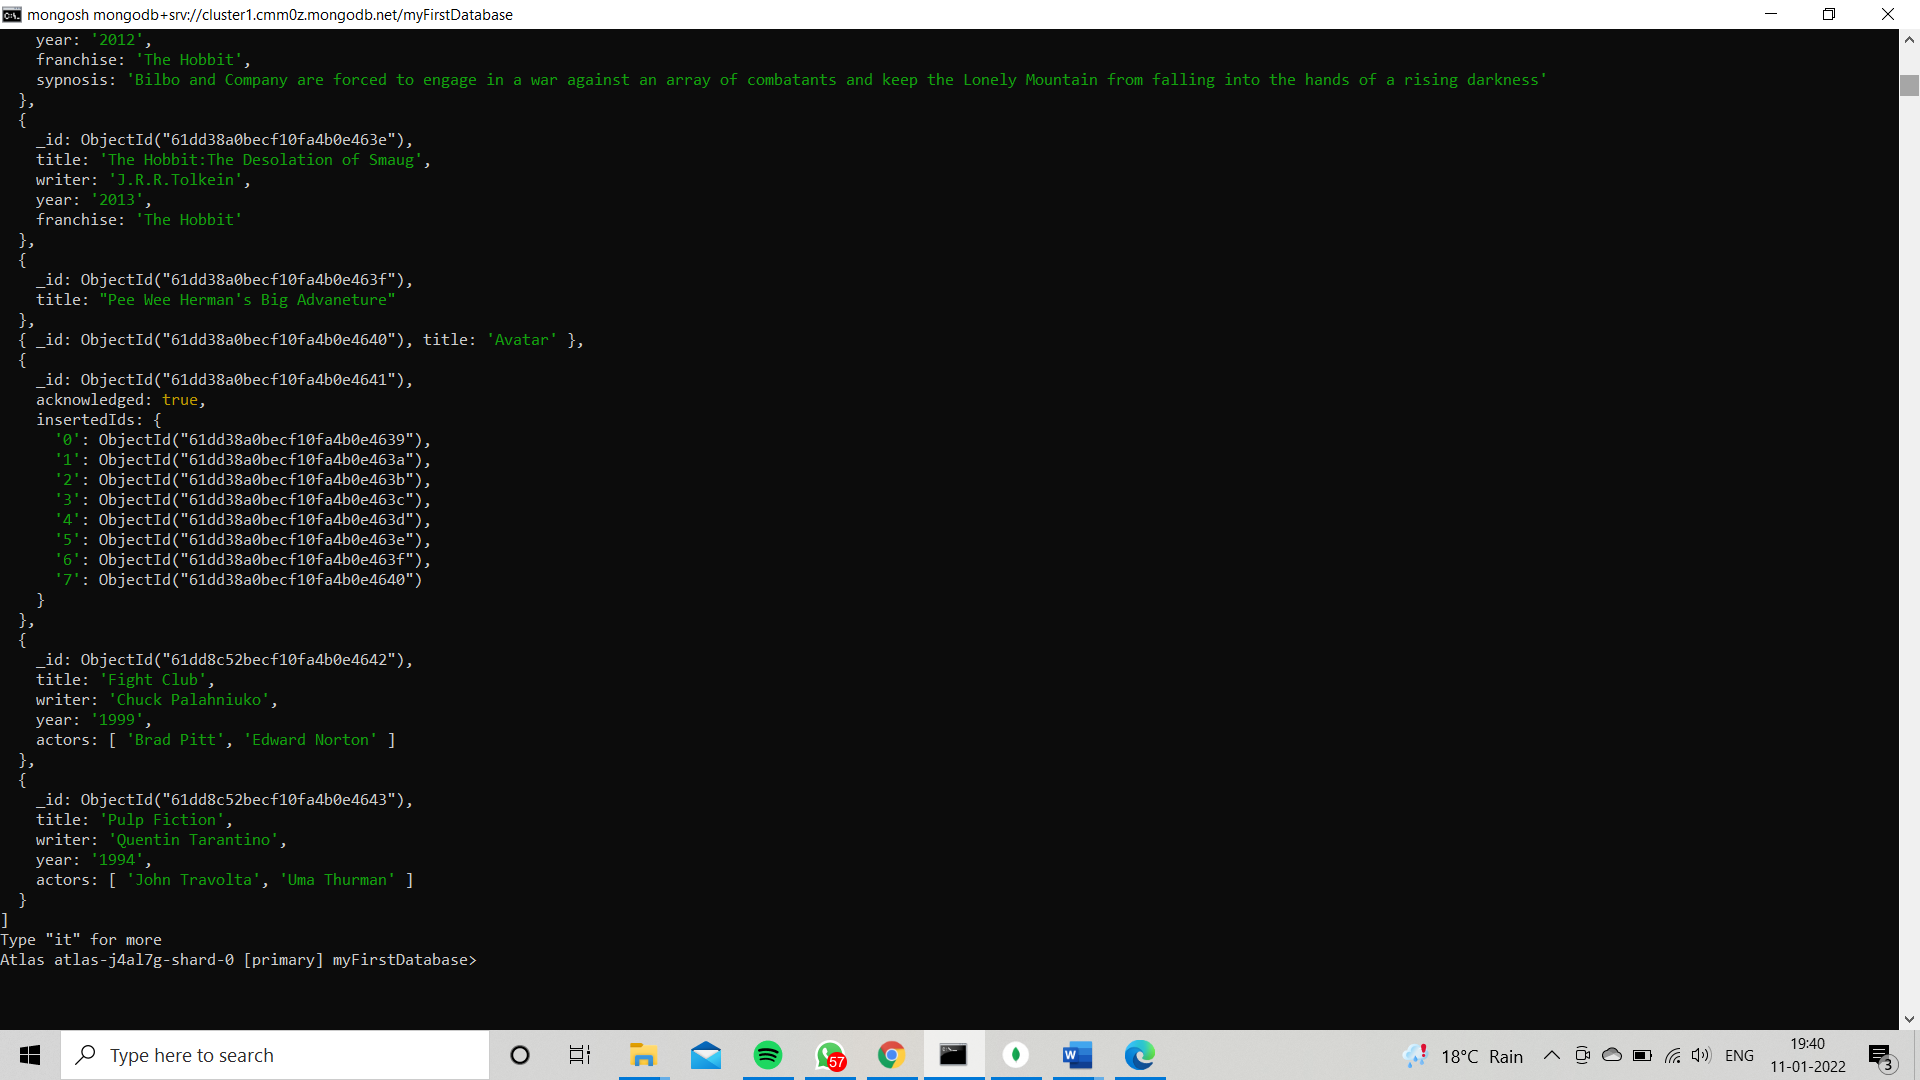 mongosh mongodb+srv://cluster1.cmm0z.mongodb.net/myFirstDatabase
    year: '2012',
    franchise: 'The Hobbit',
    sypnosis: 'Bilbo and Company are forced to engage in a war against an array of combatants and keep the Lonely Mountain from falling into the hands of a rising darkness'
  },
  {
    _id: ObjectId("61dd38a0becf10fa4b0e463e"),
    title: 'The Hobbit:The Desolation of Smaug',
    writer: 'J.R.R.Tolkein',
    year: '2013',
    franchise: 'The Hobbit'
  },
  {
    _id: ObjectId("61dd38a0becf10fa4b0e463f"),
    title: "Pee Wee Herman's Big Advaneture"
  },
  { _id: ObjectId("61dd38a0becf10fa4b0e4640"), title: 'Avatar' },
  {
    _id: ObjectId("61dd38a0becf10fa4b0e4641"),
    acknowledged: true,
    insertedIds: {
      '0': ObjectId("61dd38a0becf10fa4b0e4639"),
      '1': ObjectId("61dd38a0becf10fa4b0e463a"),
      '2': ObjectId("61dd38a0becf10fa4b0e463b"),
      '3': ObjectId("61dd38a0becf10fa4b0e463c"),
      '4': ObjectId("61dd38a0becf10fa4b0e463d"),
      '5': ObjectId("61dd38a0becf10fa4b0e463e"),
      '6': ObjectId("61dd38a0becf10fa4b0e463f"),
      '7': ObjectId("61dd38a0becf10fa4b0e4640")
    }
  },
  {
    _id: ObjectId("61dd8c52becf10fa4b0e4642"),
    title: 'Fight Club',
    writer: 'Chuck Palahniuko',
    year: '1999',
    actors: [ 'Brad Pitt', 'Edward Norton' ]
  },
  {
    _id: ObjectId("61dd8c52becf10fa4b0e4643"),
    title: 'Pulp Fiction',
    writer: 'Quentin Tarantino',
    year: '1994',
    actors: [ 'John Travolta', 'Uma Thurman' ]
  }
]
Type "it" for more
Atlas atlas-j4al7g-shard-0 [primary] myFirstDatabase>
Type here to search
57
18°C Rain
ENG
19:40
11-01-2022
3